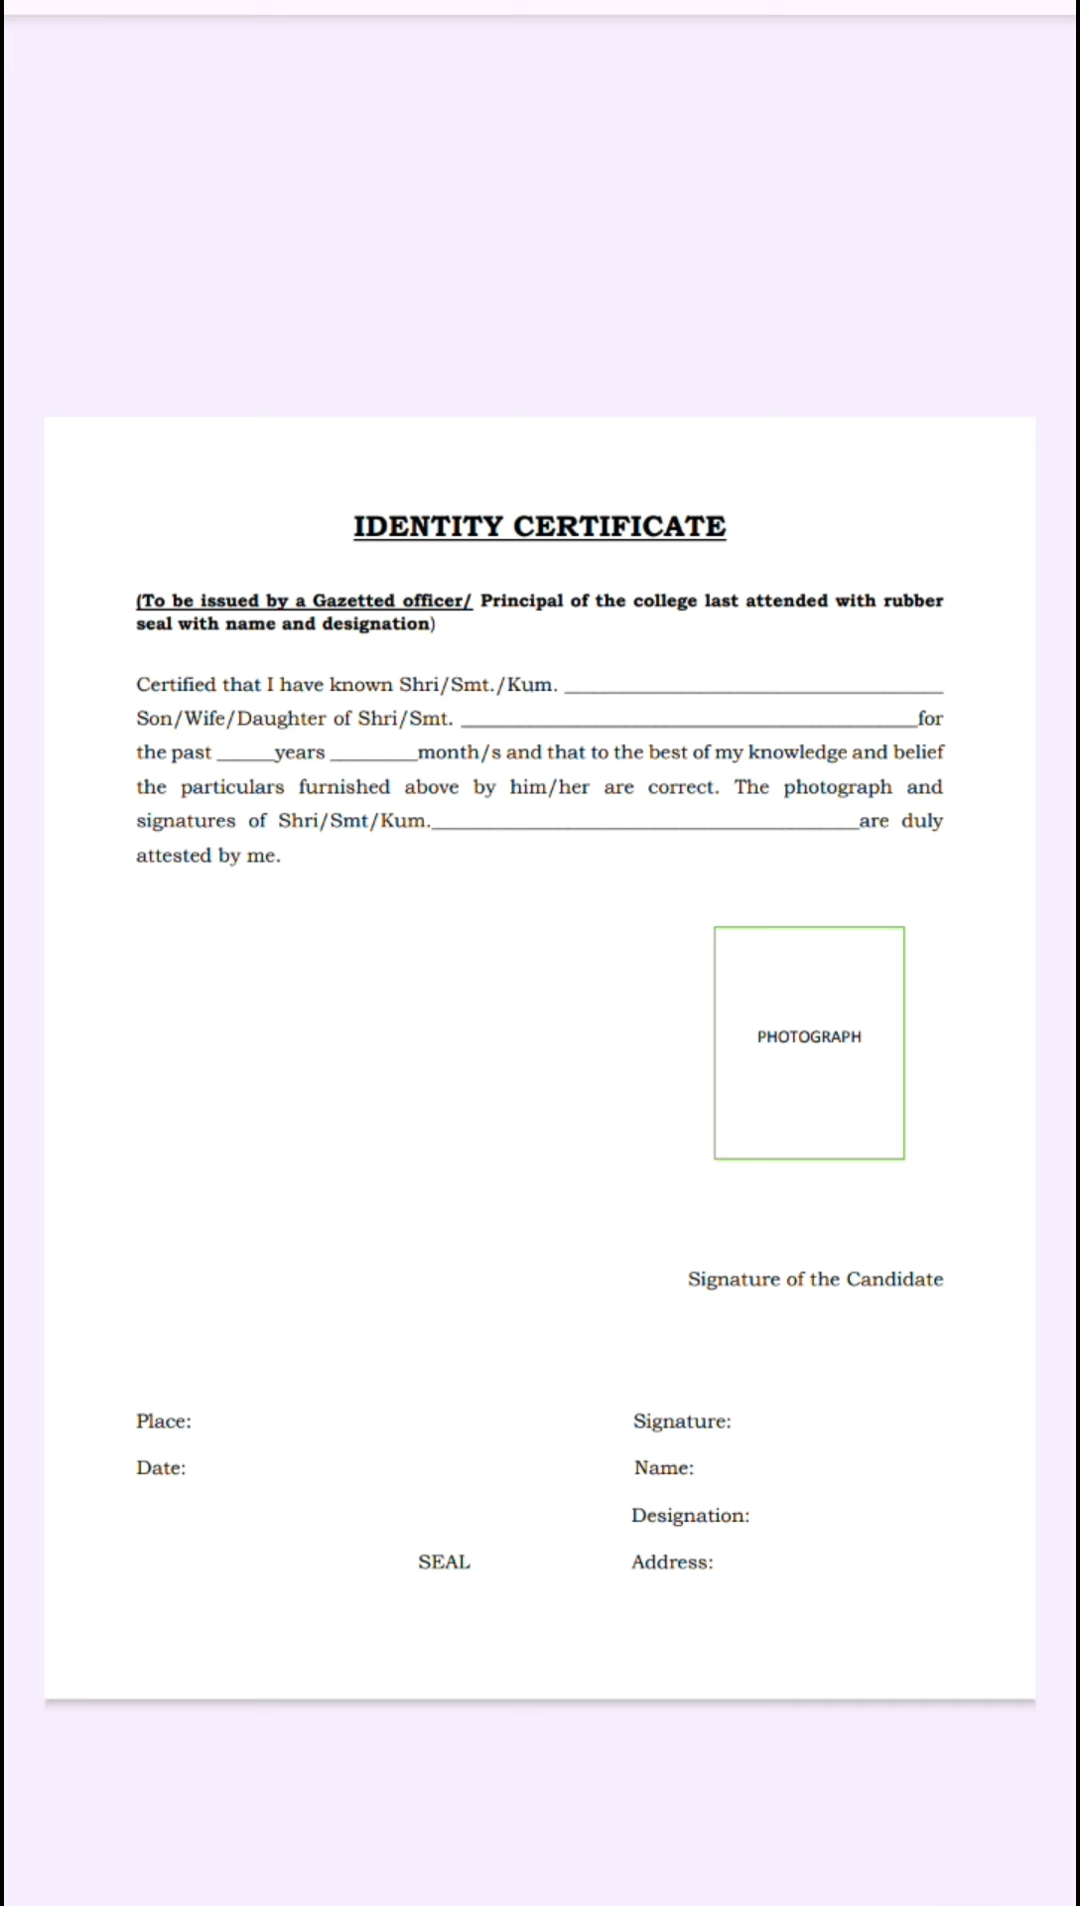 IDENTITY CERTIFICATE
(To be issued by a Gazetted officer/ Principal of the college last attended with rubber
seal with name and designation)
Certified that I have known Shri/Smt./Kum. ______________________________________
Son/Wife/Daughter of Shri/Smt. ______________________________________________for
the past ______years _________month/s and that to the best of my knowledge and belief
the particulars furnished above by him/her are correct. The photograph and
signatures of Shri/Smt/Kum.___________________________________________are duly
attested by me.
PHOTOGRAPH
Signature of the Candidate
Place: Signature:
Date: Name:
Designation:
SEAL Address: